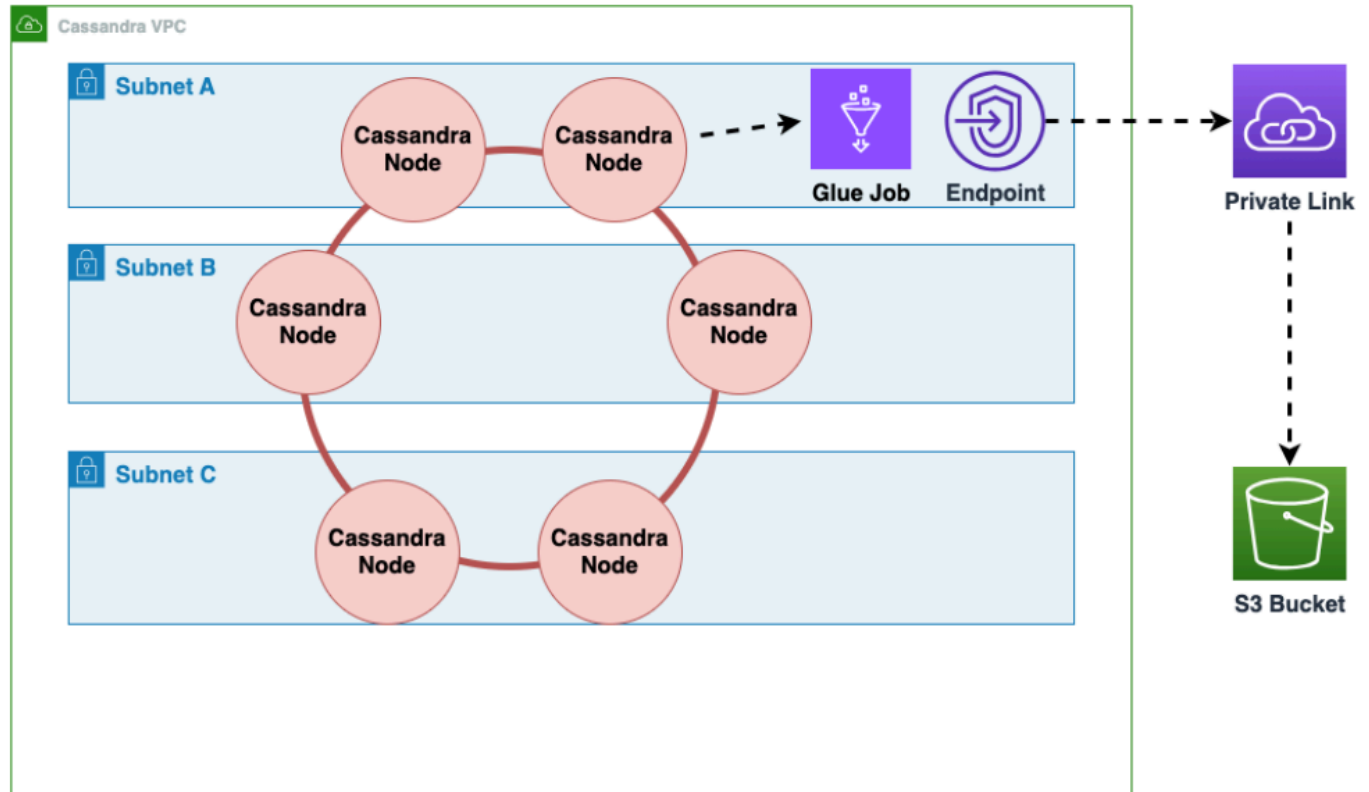 Cassandra VPC
Subnet A
Cassandra
Node
Cassandra
Node
Glue Job
Endpoint
Private Link
Subnet B
Cassandra
Node
Cassandra
Node
Subnet C
Cassandra
Node
Cassandra
Node
S3 Bucket